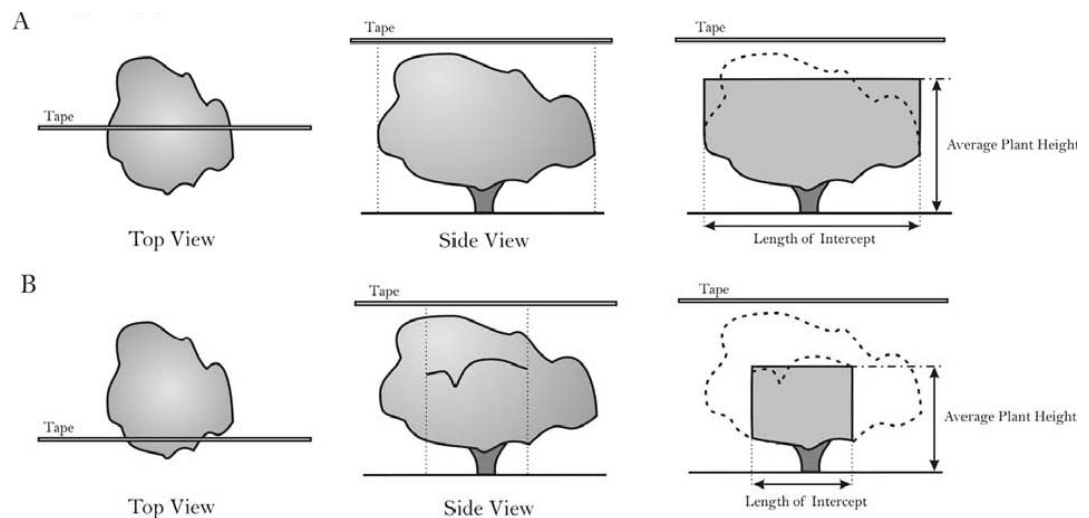 A
Tape
Tape
Tape
Average Plant Height
Length of Intercept
Top View
Side View
B
Tape
Tape
Tape
Average Plant Height
Length of Intercept
Top View
Side View